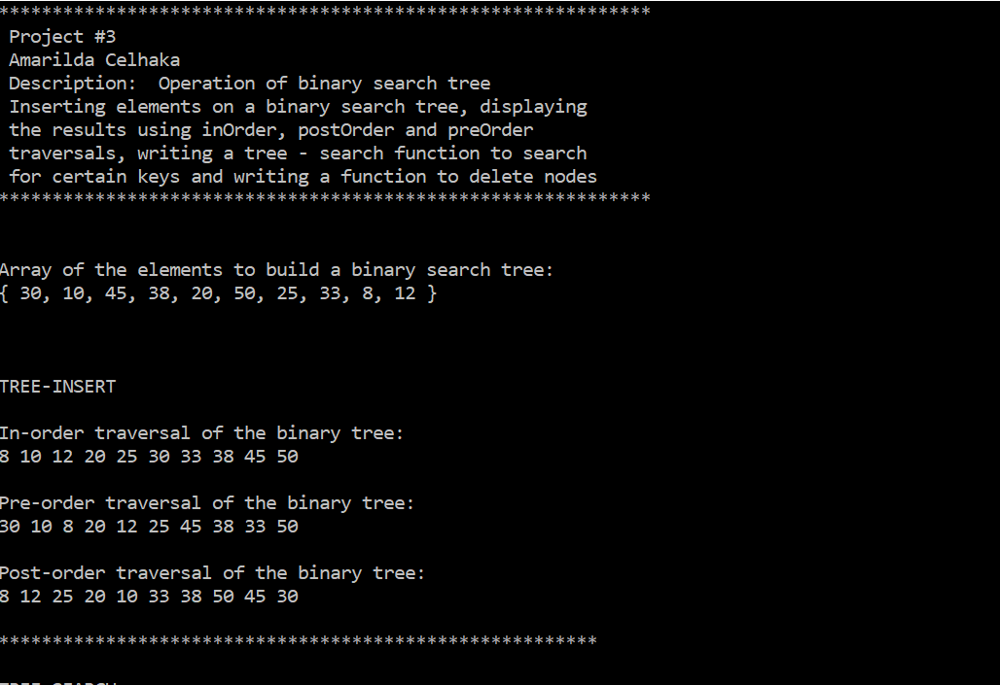 *************************************************************
Project #3
Amarilda Celhaka
Description:  Operation of binary search tree
Inserting elements on a binary search tree, displaying
the results using inOrder, postOrder and preOrder
traversals, writing a tree - search function to search
for certain keys and writing a function to delete nodes
*************************************************************
Array of the elements to build a binary search tree:
{ 30, 10, 45, 38, 20, 50, 25, 33, 8, 12 }
TREE-INSERT
In-order traversal of the binary tree:
8 10 12 20 25 30 33 38 45 50
Pre-order traversal of the binary tree:
30 10 8 20 12 25 45 38 33 50
Post-order traversal of the binary tree:
8 12 25 20 10 33 38 50 45 30
********************************************************
TREE-SEARCH